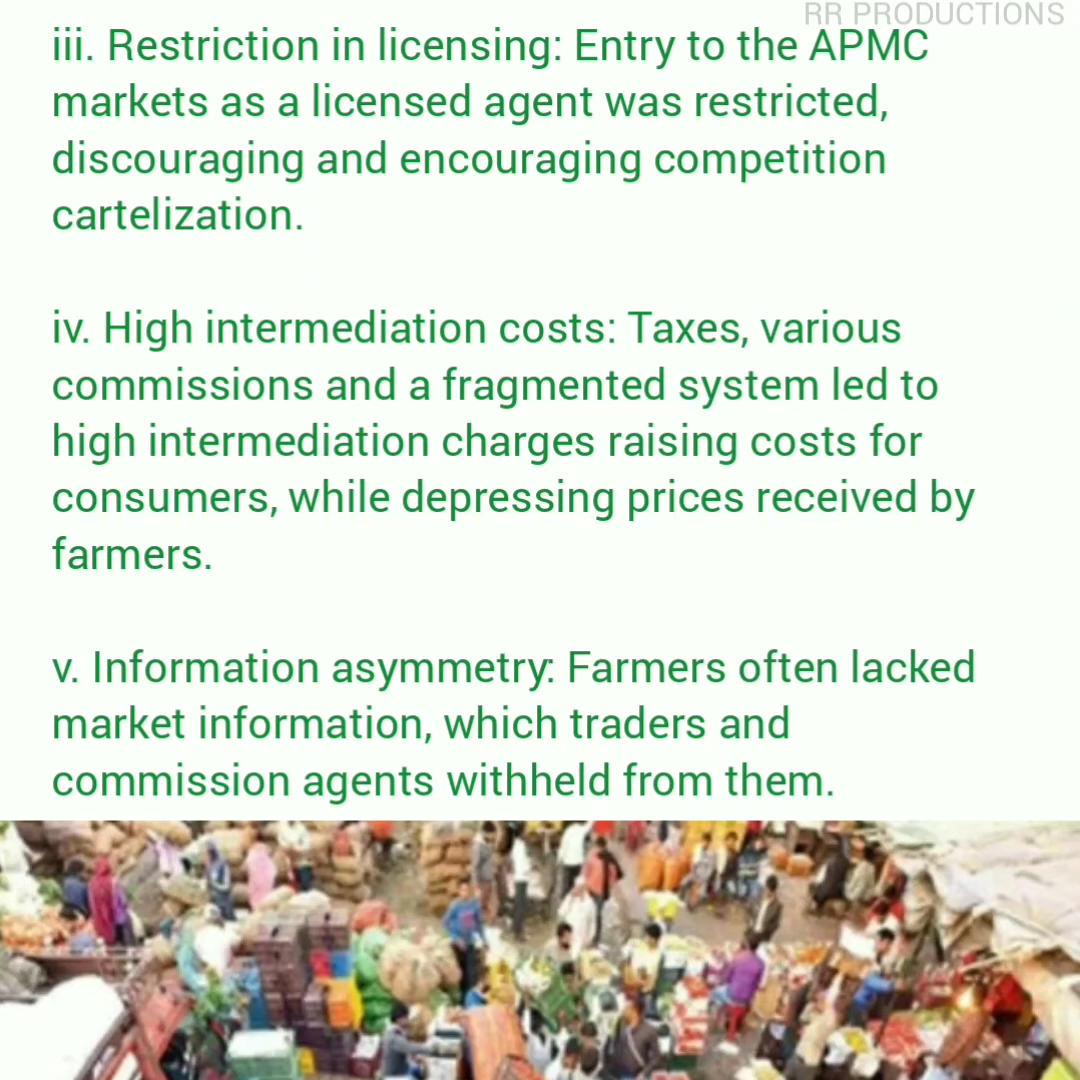 RR PRODUCTIONS
iii. Restriction in licensing: Entry to the APMC
markets as a licensed agent was restricted,
discouraging and encouraging competition
cartelization.
iv. High intermediation costs: Taxes, various
commissions and a fragmented system led to
high intermediation charges raising costs for
consumers, while depressing prices received by
farmers.
v. Information asymmetry: Farmers often lacked
market information, which traders and
commission agents withheld from them.